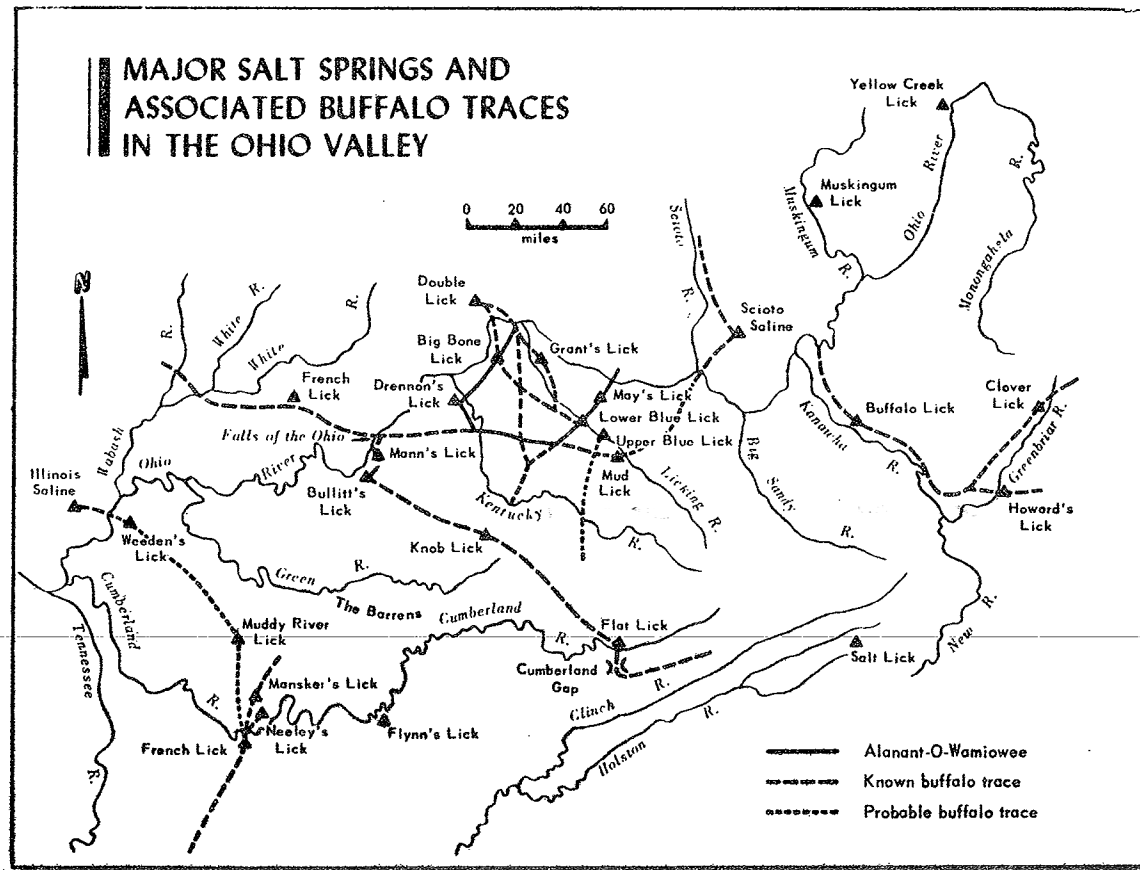 MAJOR SALT SPRINGS AND
ASSOCIATED BUFFALO TRACES
IN THE OHIO VALLEY
0 20 40 60
miles
N
Yellow Creek
Lick
River
Ohio
R.
Monongahela
Muskingum
Lick
Muskingum
R.
Scioto
R.
Scioto
Saline
Double
Lick
Big Bone
Lick
Grant's Lick
Drennon's
Lick
May's Lick
Lower Blue Lick
Upper Blue Lick
Mud
Lick
Licking
R.
Big
Sandy
R.
R.
White
R.
White
R.
French
Lick
Falls of the Ohio
Mann's Lick
Wabash
Ohio
River
Bullitt's
Lick
Illinois
Saline
Weeden's
Lick
Kentucky
R.
Knob Lick
Green
R.
The Barrens
Cumberland
R.
Cumberland
R.
Tennessee
R.
Muddy River
Lick
Mansker's Lick
Neeley's
Lick
French Lick
Flynn's Lick
Flat Lick
Cumberland
Gap
Clinch
R.
Holston
R.
Salt Lick
New
R.
Buffalo Lick
Kanawha
R.
Clover
Lick
Greenbriar R.
Howard's
Lick
Alanant-O-Wamiowee
Known buffalo trace
Probable buffalo trace